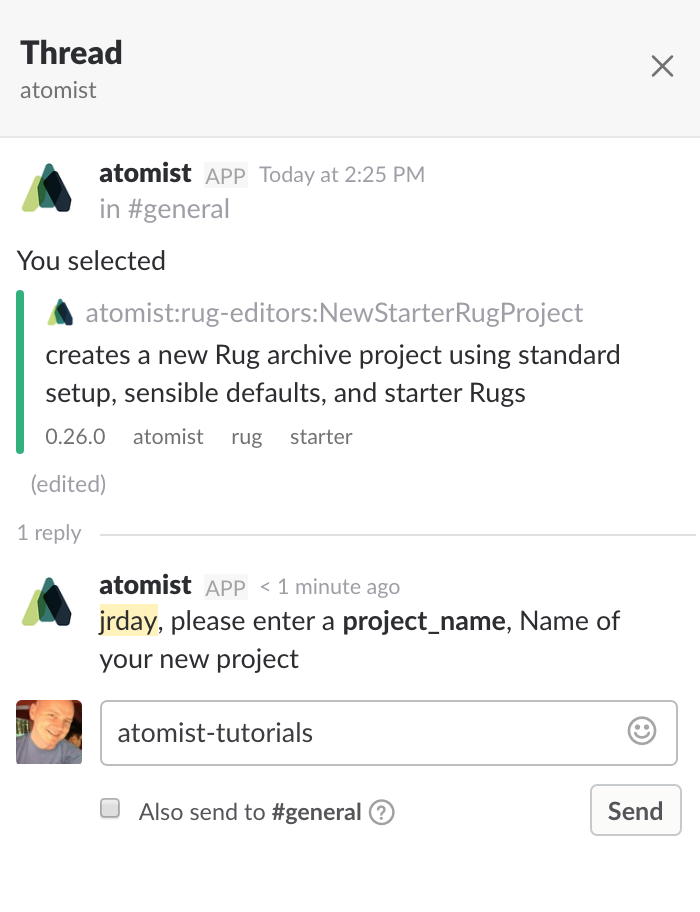 Thread
atomist
atomist APP Today at 2:25 PM
in #general
You selected
atomist:rug-editors:NewStarterRugProject
creates a new Rug archive project using standard
setup, sensible defaults, and starter Rugs
0.26.0 atomist rug starter
(edited)
1 reply
atomist APP < 1 minute ago
jrday, please enter a project_name, Name of
your new project
atomist-tutorials
Also send to #general ?
Send